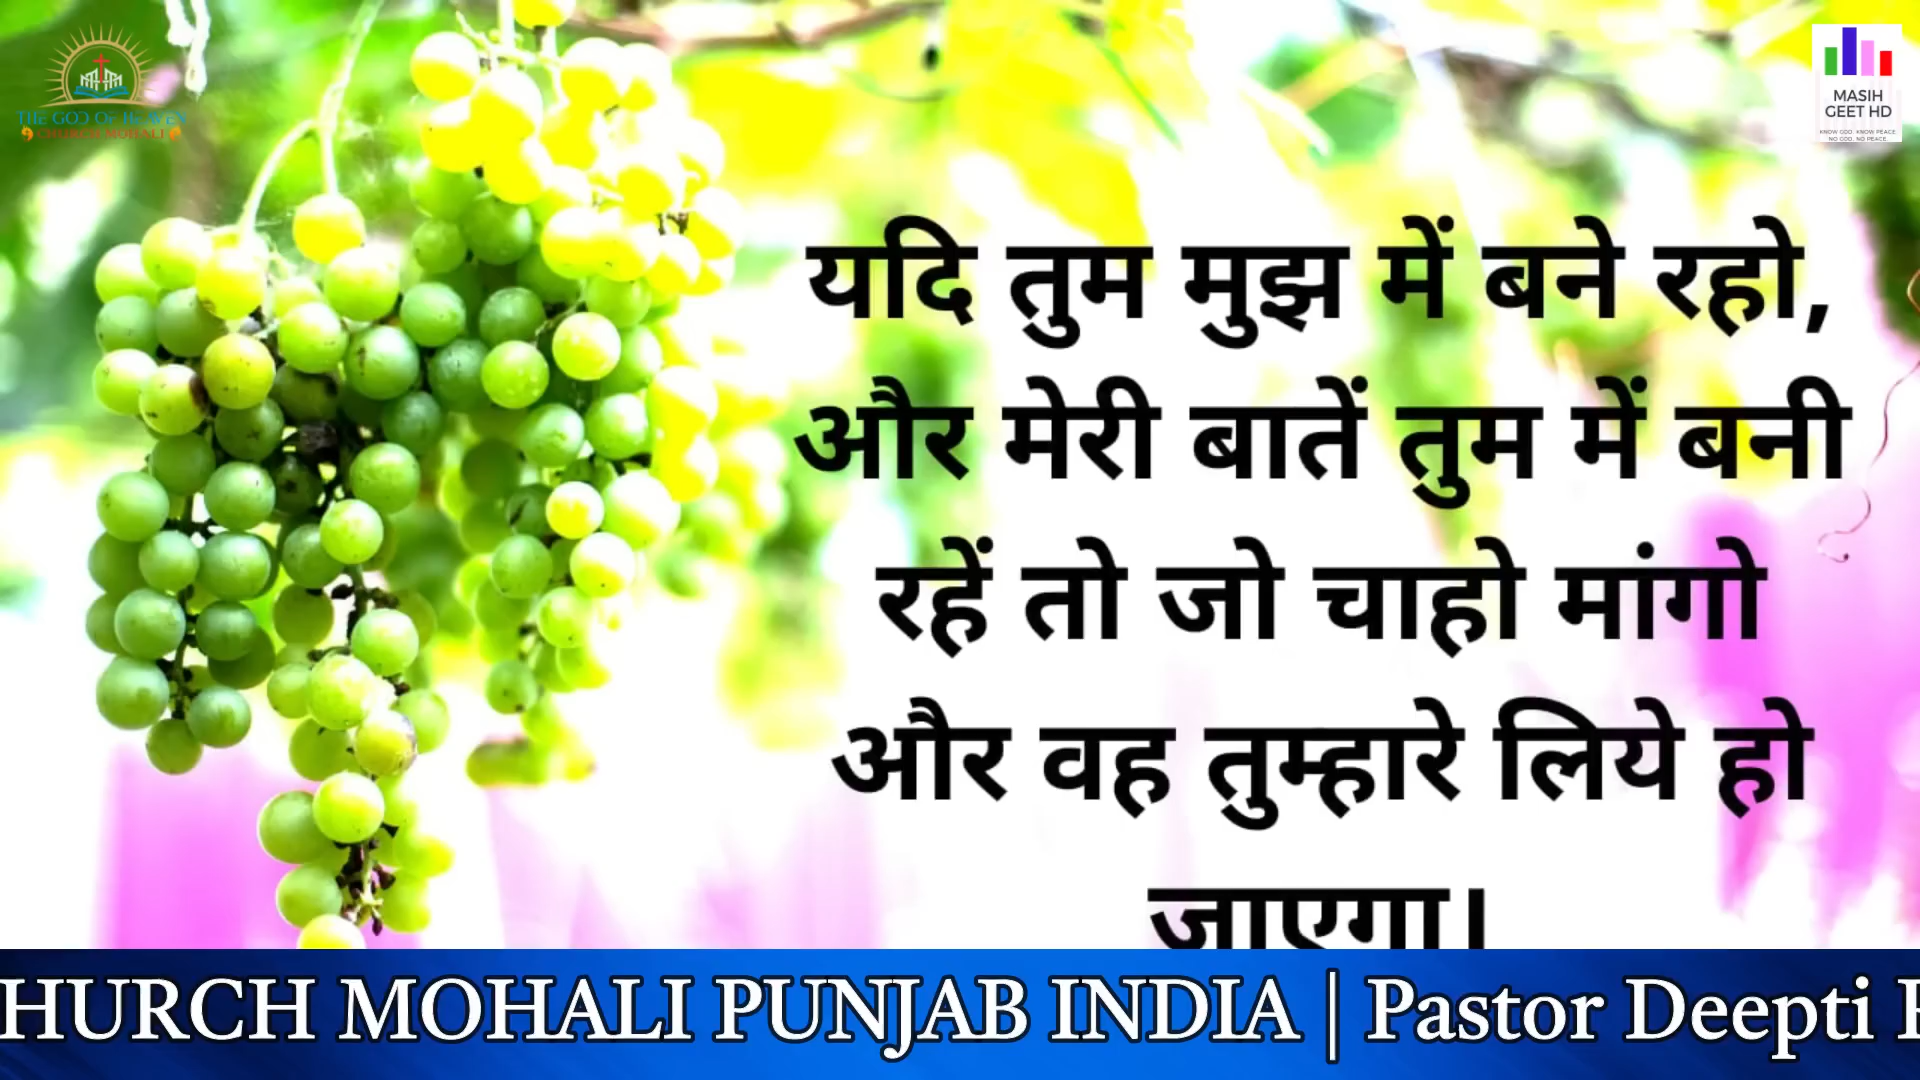 THE GOD OF HEAVEN
CHURCH MOHALI
MASIH
GEET HD
KNOW GOD. KNOW PEACE.
NO GOD. NO PEACE.
यदि तुम मुझ में बने रहो,
और मेरी बातें तुम में बनी
रहें तो जो चाहो मांगो
और वह तुम्हारे लिये हो
जाएगा।
HURCH MOHALI PUNJAB INDIA | Pastor Deepti